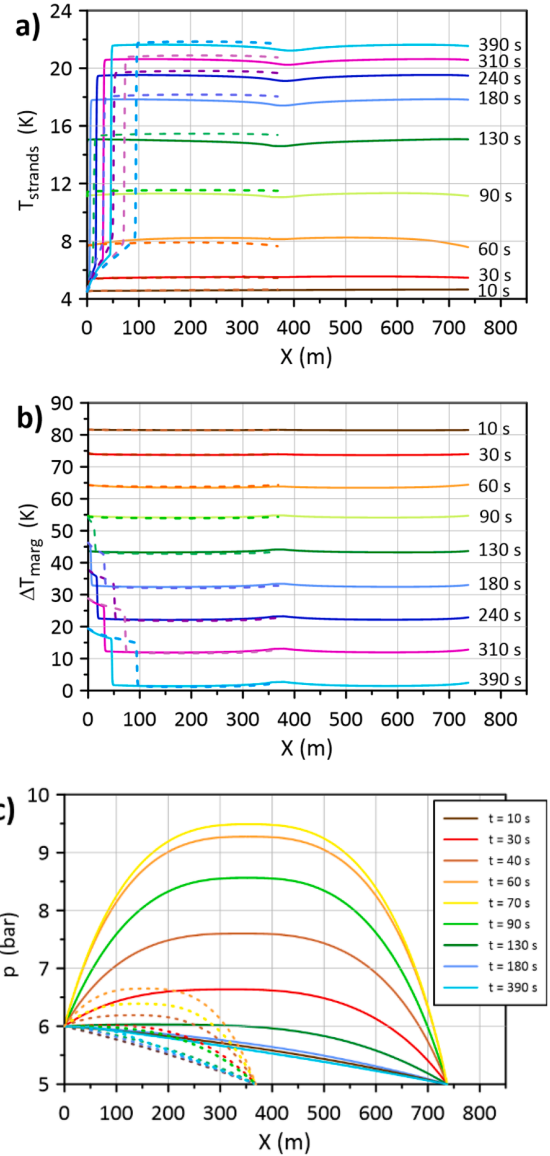 a)
24
20
16
12
8
4
T_strands (K)
390 s
310 s
240 s
180 s
130 s
90 s
60 s
30 s
10 s
0 100 200 300 400 500 600 700 800
X (m)
b)
90
80
70
60
50
40
30
20
10
0
ΔT_marg (K)
10 s
30 s
60 s
90 s
130 s
180 s
240 s
310 s
390 s
0 100 200 300 400 500 600 700 800
X (m)
c)
10
9
8
7
6
5
p (bar)
t = 10 s
t = 30 s
t = 40 s
t = 60 s
t = 70 s
t = 90 s
t = 130 s
t = 180 s
t = 390 s
0 100 200 300 400 500 600 700 800
X (m)